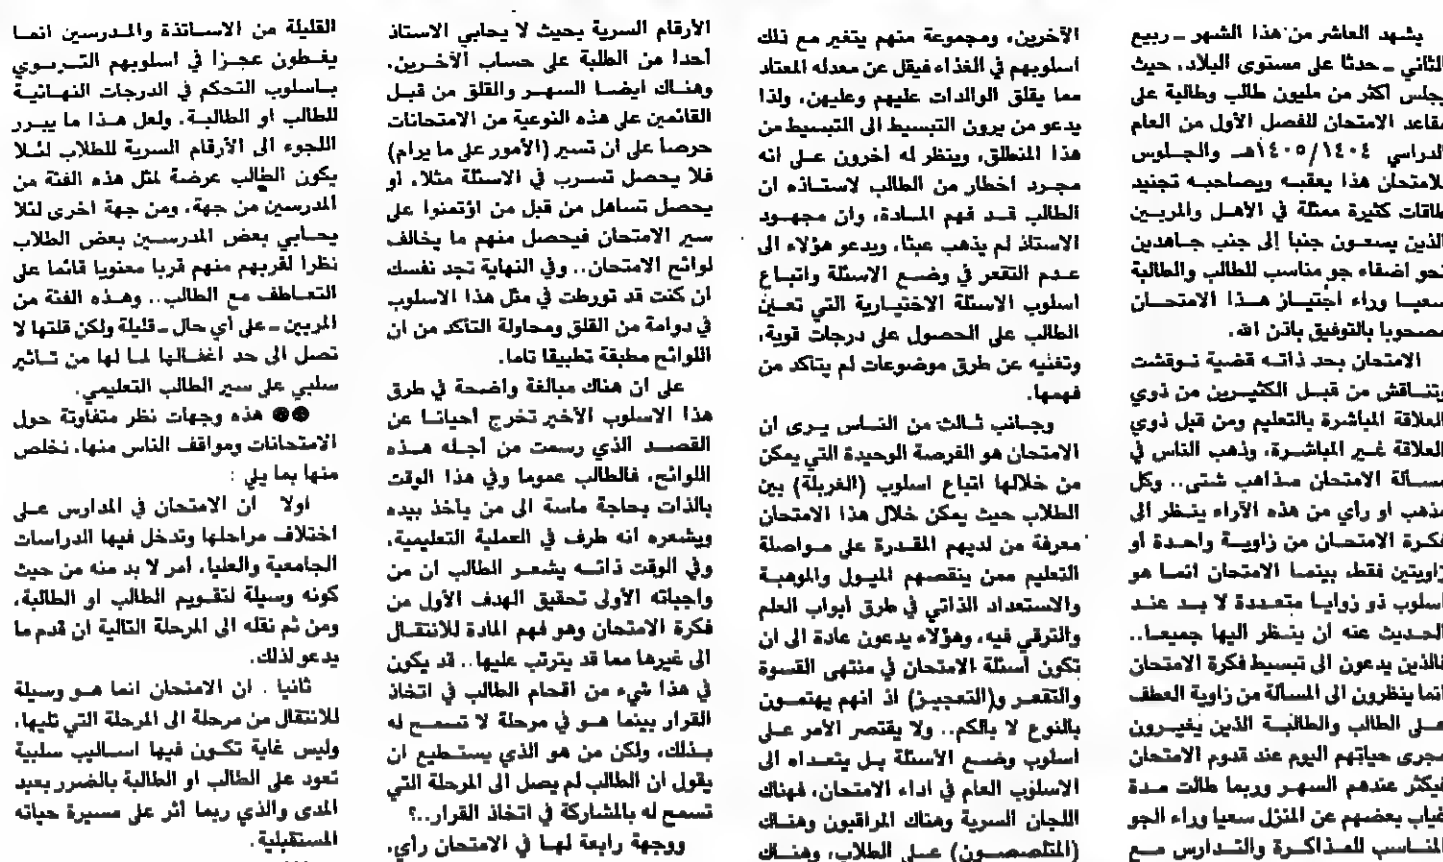 يشهد العاشر من هذا الشهر ـ ربيع
الثاني ـ حدثا على مستوى البلاد، حيث
يجلس اكثر من مليون طالب وطالبة على
مقاعد الامتحان للفصل الأول من العام
الدراسي ١٤٠٤/١٤٠٥هـ والجلوس
للامتحان هذا يعقبه ويصاحبه تجنيد
طاقات كثيرة ممثلة في الأهل والمربين
الذين يسعون جنبا إلى جنب جاهدين
نحو اضفاء جو مناسب للطالب والطالبة
سعيا وراء اجتياز هذا الامتحان
مصحوبا بالتوفيق باذن الله.
الامتحان بحد ذاته قضية نوقشت
وتناقش من قبل الكثيرين من ذوي
العلاقة المباشرة بالتعليم ومن قبل ذوي
العلاقة غير المباشرة، وذهب الناس في
مسألة الامتحان مذاهب شتى.. وكل
مذهب او رأي من هذه الآراء ينظر الى
فكرة الامتحان من زاوية واحدة أو
زاويتين فقط، بينما الامتحان انما هو
اسلوب ذو زوايا متعددة لا بد عند
الحديث عنه ان ينظر اليها جميعا..
فالذين يدعون الى تبسيط فكرة الامتحان
انما ينظرون الى المسألة من زاوية العطف
على الطالب والطالبة الذين يغيرون
مجرى حياتهم اليوم عند قدوم الامتحان
فيكثر عندهم السهر وربما طالت مدة
غياب بعضهم عن المنزل سعيا وراء الجو
المناسب للمذاكرة والتدارس مع
الآخرين، ومجموعة منهم يتغير مع ذلك
اسلوبهم في الغذاء فيقل عن معدله المعتاد
مما يقلق الوالدات عليهم وعليهن، ولذا
يدعو من يرون التبسيط الى التبسيط من
هذا المنطلق، وينظر له أخرون على انه
مجرد اخطار من الطالب لاستاذه ان
الطالب قد فهم المادة، وان مجهود
الاستاذ لم يذهب عبثا، ويدعو هؤلاء الى
عدم التقعر في وضع الاسئلة واتباع
اسلوب الاسئلة الاختيارية التي تعين
الطالب على الحصول على درجات قوية،
وتغنيه عن طرق موضوعات لم يتاكد من
فهمها.
وجانب ثالث من الناس يرى ان
الامتحان هو الفرصة الوحيدة التي يمكن
من خلالها اتباع اسلوب (الغربلة) بين
الطلاب حيث يمكن خلال هذا الامتحان
معرفة من لديهم المقدرة على مواصلة
التعليم ممن ينقصهم الميول والموهبة
والاستعداد الذاتي في طرق أبواب العلم
والترقي فيه، وهؤلاء يدعون عادة الى ان
تكون أسئلة الامتحان في منتهى القسوة
والتقعر و(التعجيز) اذ انهم يهتمون
بالنوع لا بالكم.. ولا يقتصر الأمر على
اسلوب وضع الأسئلة بل يتعداه الى
الاسلوب العام في اداء الامتحان، فهناك
اللجان السرية وهناك المراقبون وهناك
(المتلصصون) على الطلاب، وهناك
الأرقام السرية بحيث لا يحابي الاستاذ
أحدا من الطلبة على حساب الآخرين.
وهناك ايضا السهر والقلق من قبل
القائمين على هذه النوعية من الامتحانات
حرصا على ان تسير (الأمور على ما يرام)
فلا يحصل تسرب في الاسئلة مثلا، أو
يحصل تساهل من قبل من اؤتمنوا على
سير الامتحان فيحصل منهم ما يخالف
لوائح الامتحان.. وفي النهاية تجد نفسك
ان كنت قد تورطت في مثل هذا الاسلوب
في دوامة من القلق ومحاولة التأكد من ان
اللوائح مطبقة تطبيقا تاما.
على ان هناك مبالغة واضحة في طرق
هذا الاسلوب الأخير تخرج أحيانا عن
القصد الذي رسمت من أجله هذه
اللوائح، فالطالب عموما وفي هذا الوقت
بالذات بحاجة ماسة الى من يأخذ بيده
ويشعره انه طرف في العملية التعليمية،
وفي الوقت ذاته يشعر الطالب ان من
واجباته الأولى تحقيق الهدف الأول من
فكرة الامتحان وهو فهم المادة للانتقال
الى غيرها مما قد يترتب عليها.. قد يكون
في هذا شيء من اقحام الطالب في اتخاذ
القرار بينما هو في مرحلة لا تسمح له
بذلك، ولكن من هو الذي يستطيع ان
يقول ان الطالب لم يصل الى المرحلة التي
تسمح له بالمشاركة في اتخاذ القرار..؟
ووجهة رابعة لها في الامتحان رأي،
القليلة من الاساتذة والمدرسين انما
يغطون عجزا في اسلوبهم التربوي
باسلوب التحكم في الدرجات النهائية
للطالب او الطالبة. ولعل هذا ما يبرر
اللجوء الى الأرقام السرية للطلاب لئلا
يكون الطالب عرضة لمثل هذه الفئة من
المدرسين من جهة، ومن جهة اخرى لئلا
يحابي بعض المدرسين بعض الطلاب
نظرا لقربهم منهم قربا معنويا قائما على
التعاطف مع الطالب.. وهذه الفئة من
المربين ـ على أي حال ـ قليلة ولكن قلتها لا
تصل الى حد اغفالها لما لها من تاثير
سلبي على سير الطالب التعليمي.
●● هذه وجهات نظر متفاوتة حول
الامتحانات ومواقف الناس منها، نخلص
منها بما يلي :
اولا ان الامتحان في المدارس على
اختلاف مراحلها وتدخل فيها الدراسات
الجامعية والعليا، أمر لا بد منه من حيث
كونه وسيلة لتقويم الطالب او الطالبة،
ومن ثم نقله الى المرحلة التالية ان قدم ما
يدعو لذلك.
ثانيا . ان الامتحان انما هو وسيلة
للانتقال من مرحلة الى المرحلة التي تليها،
وليس غاية تكون فيها اساليب سلبية
تعود على الطالب او الطالبة بالضرر بعيد
المدى والذي ربما أثر على مسيرة حياته
المستقبلية.